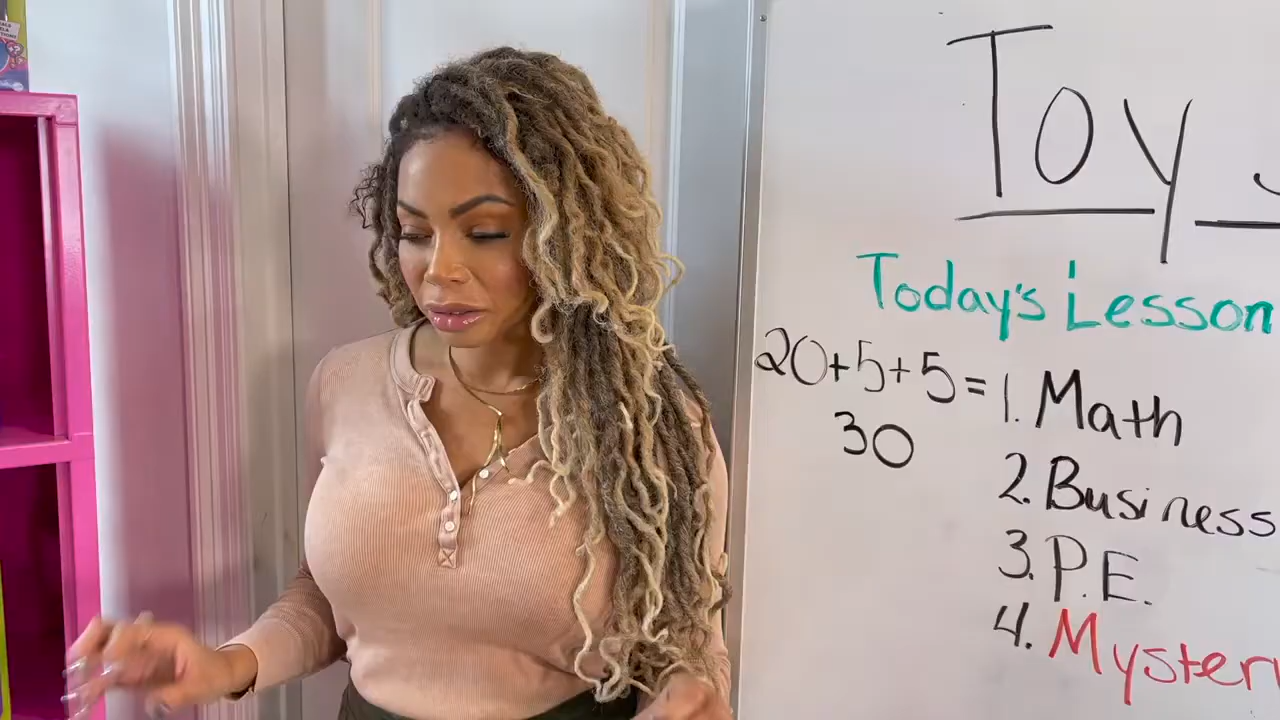 Toy
Today's Lesson
20+5+5=
30
1. Math
2. Business
3. P.E.
4. Myster